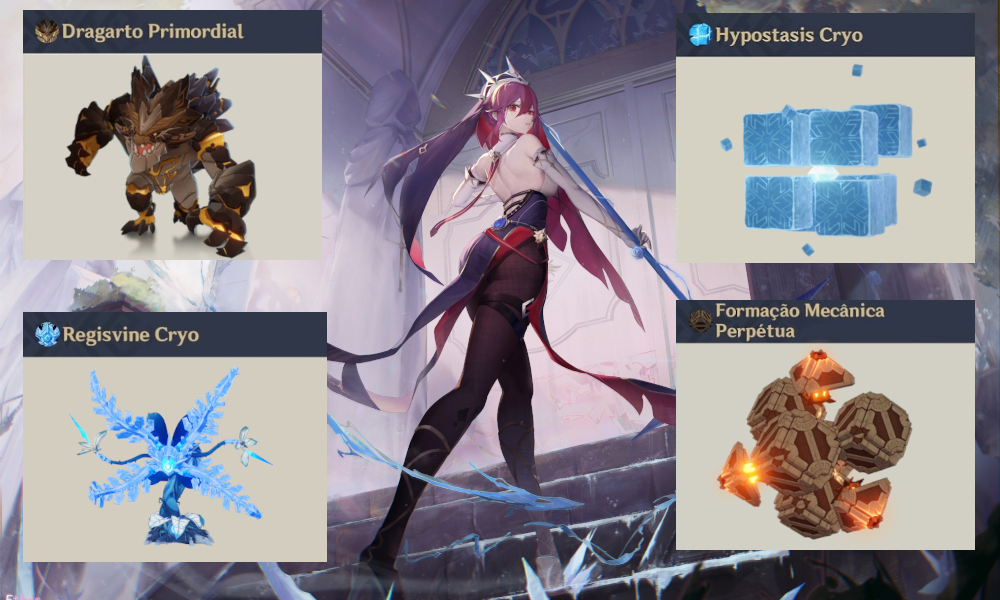 Dragarto Primordial
Hypostasis Cryo
Regisvine Cryo
Formação Mecânica
Perpétua